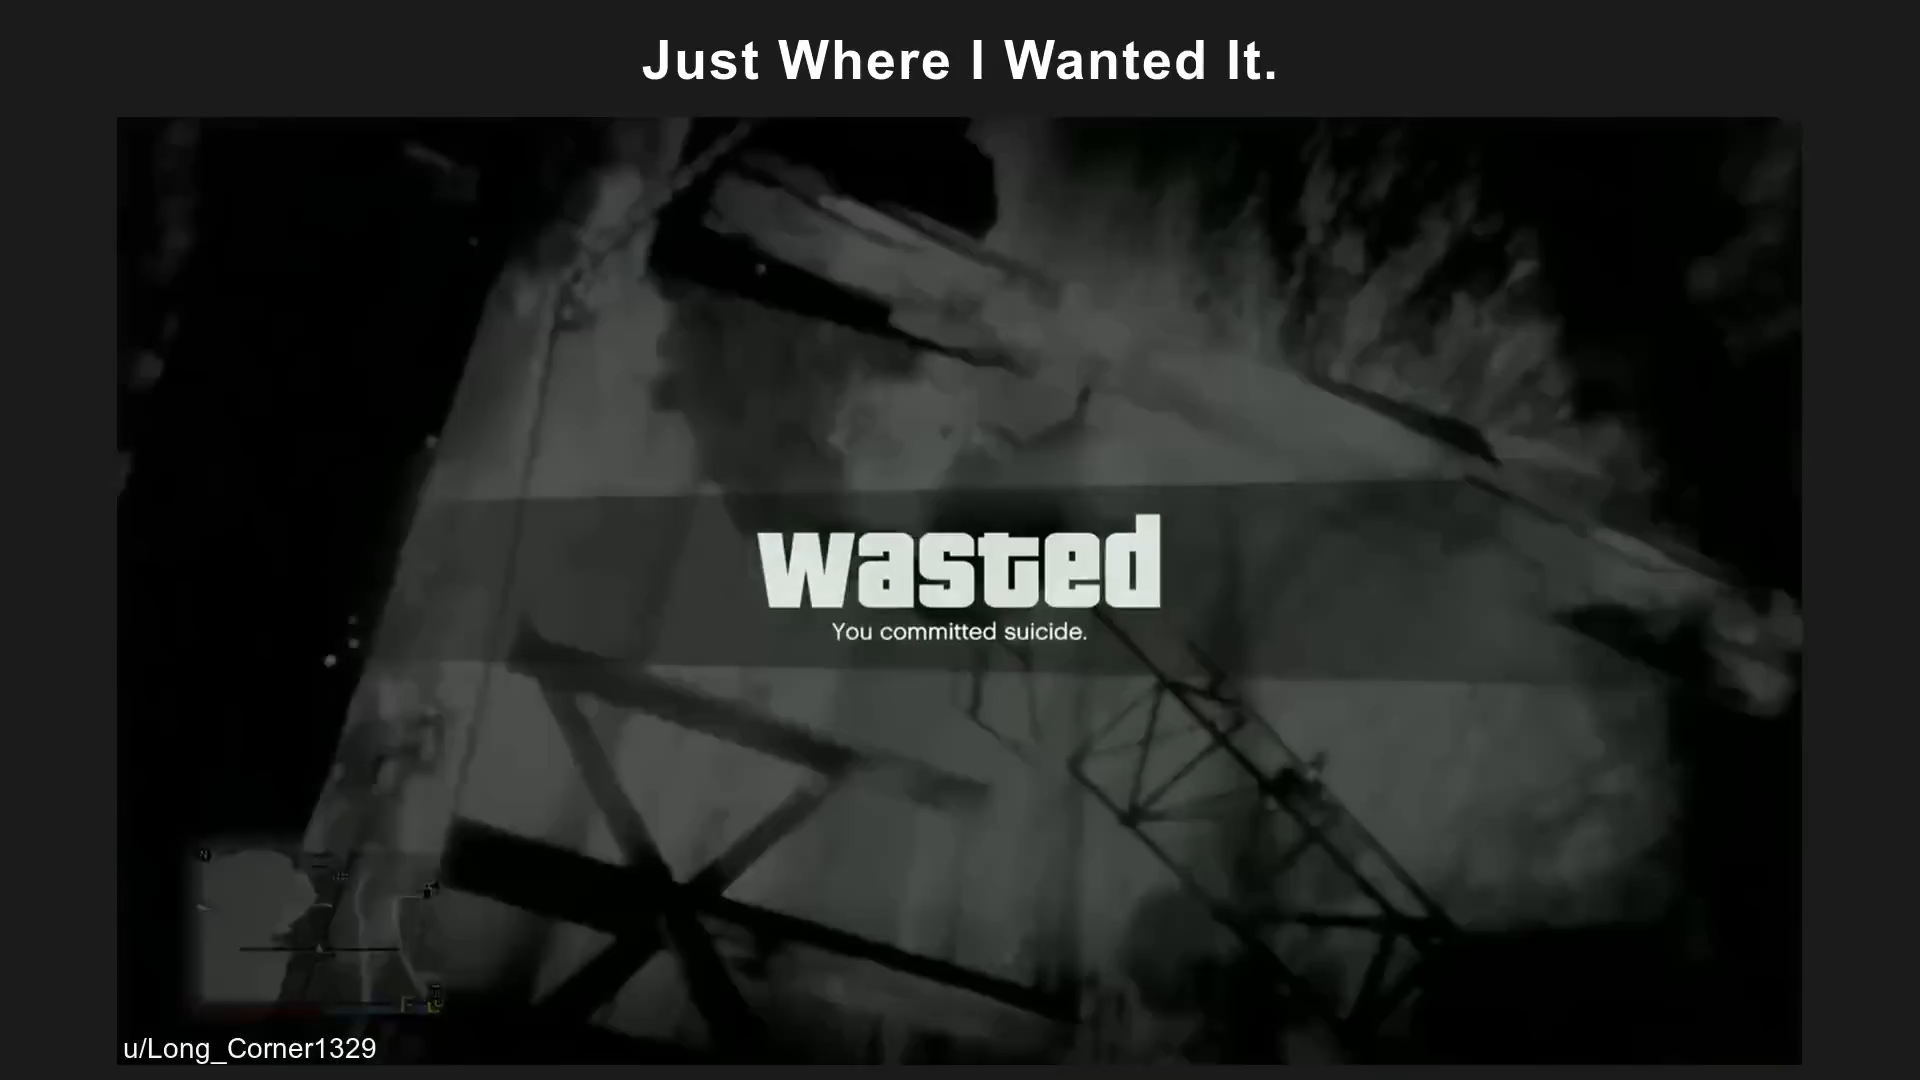 Just Where I Wanted It.
wasted
You committed suicide.
N
u/Long_Corner1329